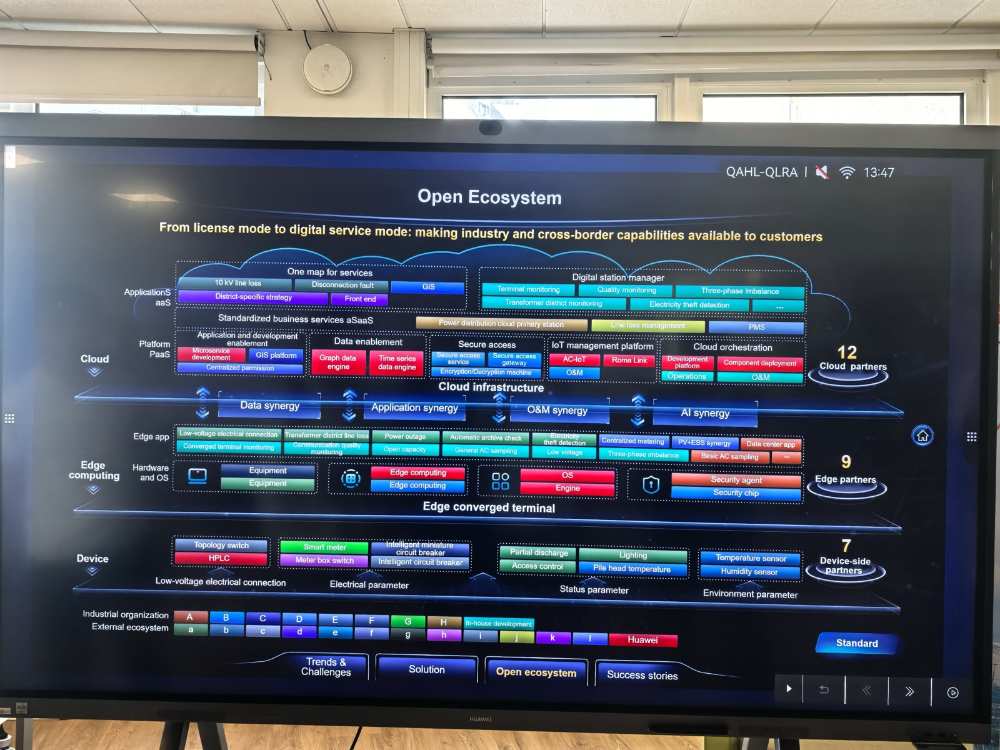 QAHL-QLRA | 13:47
Open Ecosystem
From license mode to digital service mode: making industry and cross-border capabilities available to customers
One map for services
10 kV line loss
Disconnection fault
GIS
District-specific strategy
Front end
Digital station manager
Terminal monitoring
Quality monitoring
Three-phase imbalance
Transformer district monitoring
Electricity theft detection
...
ApplicationS
aaS
Standardized business services aSaaS
Power distribution cloud primary station
Line loss management
PMS
Platform
PaaS
Application and development
enablement
Microservice
development
GIS platform
Centralized permission
Data enablement
Graph data
engine
Time series
data engine
Secure access
Secure access
service
Secure access
gateway
Encryption/Decryption machine
IoT management platform
AC-IoT
Roma Link
O&M
Cloud orchestration
Development
platform
Component deployment
Operations
O&M
Cloud
12
Cloud partners
Cloud infrastructure
Data synergy
Application synergy
O&M synergy
AI synergy
Edge app
Low-voltage electrical connection
Transformer district line loss
Power outage
Automatic archive check
Electricity
theft detection
Centralized metering
PV+ESS synergy
Data center app
Converged terminal monitoring
Communication quality
monitoring
Open capacity
General AC sampling
Low voltage
Three-phase imbalance
Basic AC sampling
...
Edge
computing
Hardware
and OS
Equipment
Equipment
Edge computing
Edge computing
OS
Engine
Security agent
Security chip
9
Edge partners
Edge converged terminal
Device
Topology switch
HPLC
Smart meter
Intelligent miniature
circuit breaker
Meter box switch
Intelligent circuit breaker
Partial discharge
Lighting
Access control
Pile head temperature
Temperature sensor
Humidity sensor
7
Device-side
partners
Low-voltage electrical connection
Electrical parameter
Status parameter
Environment parameter
Industrial organization A B C D E F G H In-house development
External ecosystem a b c d e f g h i j k l Huawei
Standard
Trends &
Challenges
Solution
Open ecosystem
Success stories
HUAWEI